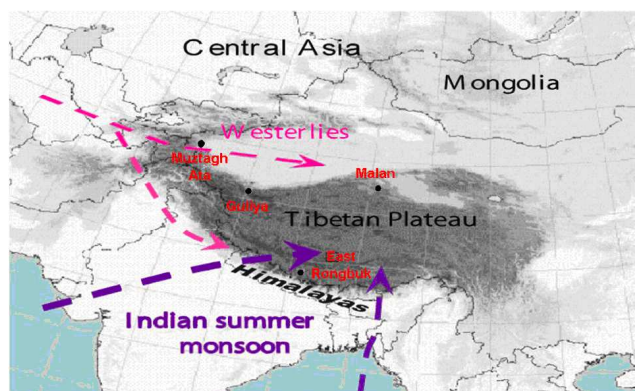 Central Asia
Mongolia
Westerlies
Muztagh
Ata
Malan
Guliya
Tibetan Plateau
East
Rongbuk
Himalayas
Indian summer
monsoon